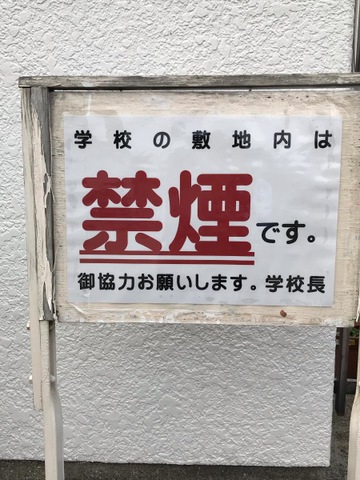 学校の敷地内は
禁煙です。
御協力お願いします。学校長